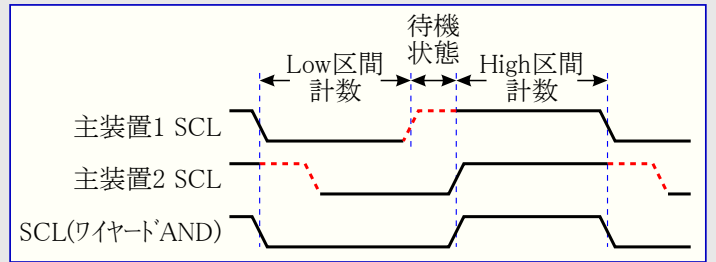 待機
状態
Low区間
計数
High区間
計数
主装置1 SCL
主装置2 SCL
SCL(ワイヤードAND)